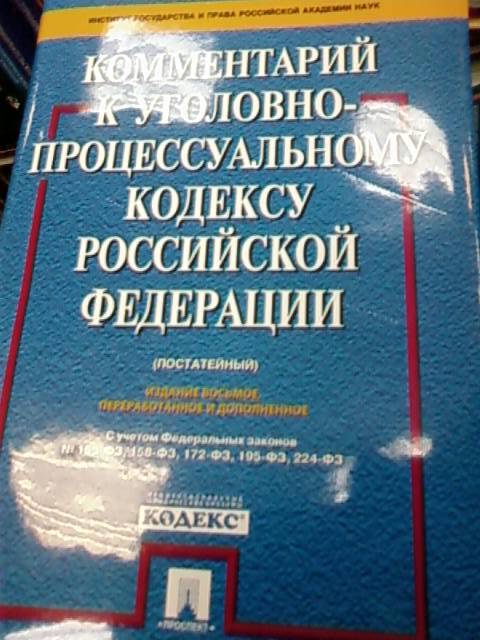 ИНСТИТУТ ГОСУДАРСТВА И ПРАВА РОССИЙСКОЙ АКАДЕМИИ НАУК
КОММЕНТАРИЙ
К УГОЛОВНО-
ПРОЦЕССУАЛЬНОМУ
КОДЕКСУ
РОССИЙСКОЙ
ФЕДЕРАЦИИ
(ПОСТАТЕЙНЫЙ)
ИЗДАНИЕ ВОСЬМОЕ,
ПЕРЕРАБОТАННОЕ И ДОПОЛНЕННОЕ
С учетом Федеральных законов
№ 158-ФЗ, 172-ФЗ, 195-ФЗ, 224-ФЗ
КОДЕКС
«ПРОСПЕКТ»